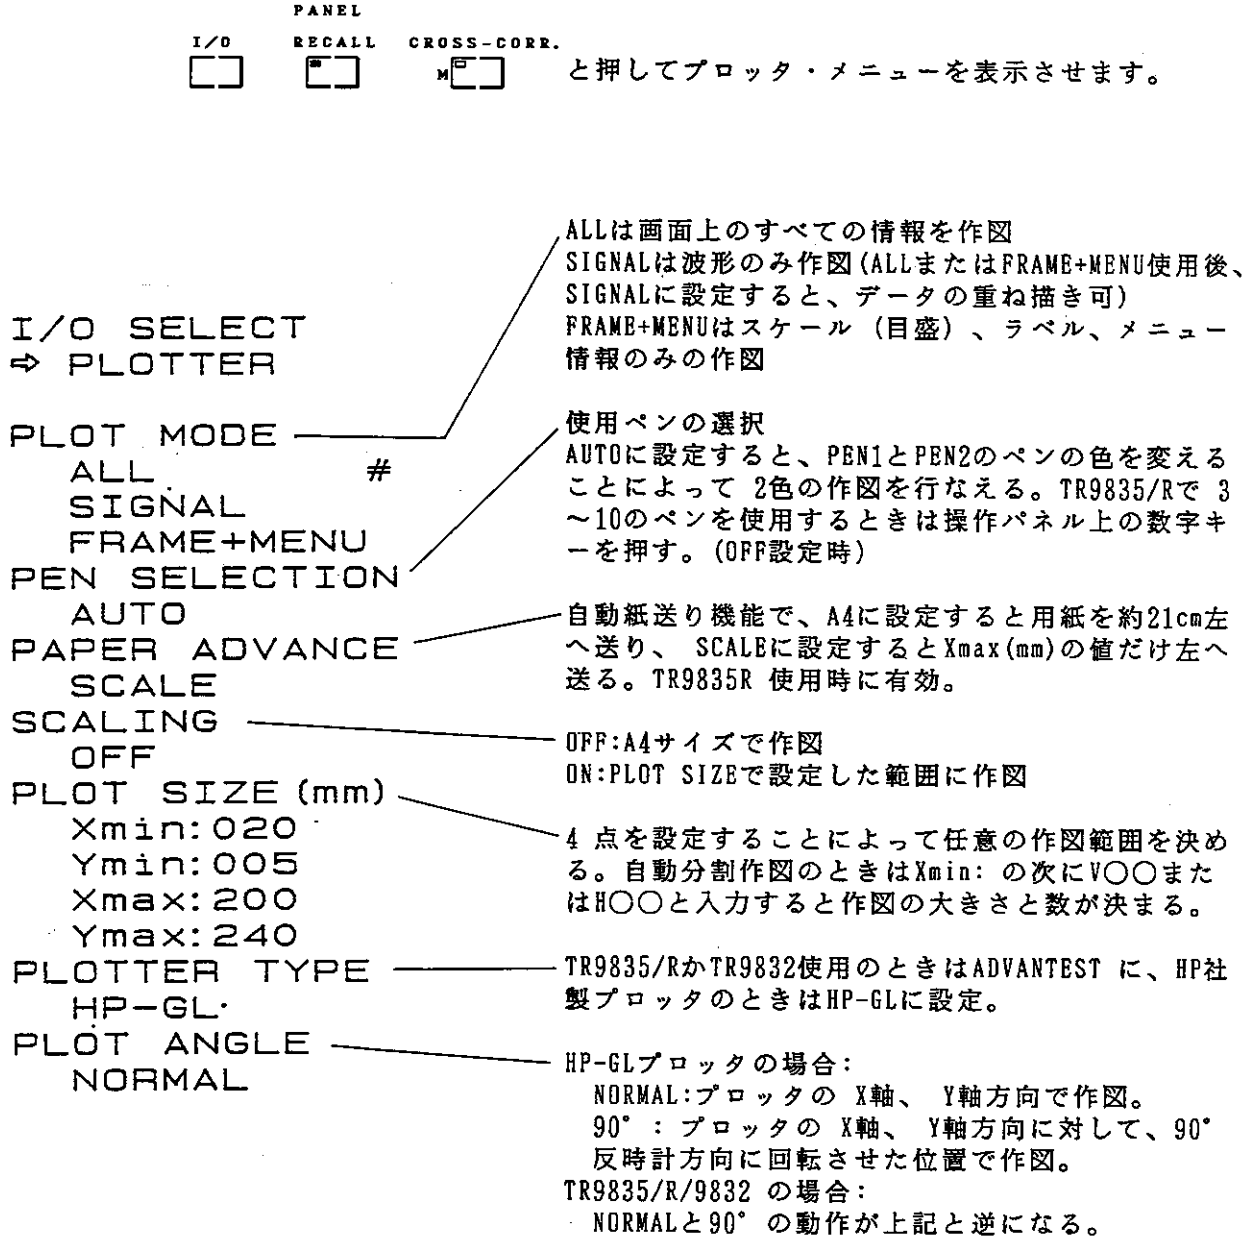 PANEL
I/O RECALL CROSS-CORR.
M と押してプロッタ・メニューを表示させます。
ALLは画面上のすべての情報を作図
SIGNALは波形のみ作図(ALLまたはFRAME+MENU使用後、
SIGNALに設定すると、データの重ね描き可)
FRAME+MENUはスケール (目盛) 、ラベル、メニュー
情報のみの作図
I/O SELECT
⇨ PLOTTER
PLOT MODE
ALL #
SIGNAL
FRAME+MENU
PEN SELECTION
AUTO
PAPER ADVANCE
SCALE
SCALING
OFF
PLOT SIZE(mm)
Xmin:020
Ymin:005
Xmax:200
Ymax:240
PLOTTER TYPE
HP-GL
PLOT ANGLE
NORMAL
使用ペンの選択
AUTOに設定すると、PEN1とPEN2のペンの色を変える
ことによって 2色の作図を行なえる。TR9835/Rで 3
～10のペンを使用するときは操作パネル上の数字キ
ーを押す。(OFF設定時)
自動紙送り機能で、A4に設定すると用紙を約21cm左
へ送り、 SCALEに設定するとXmax(mm)の値だけ左へ
送る。TR9835R 使用時に有効。
OFF:A4サイズで作図
ON:PLOT SIZEで設定した範囲に作図
4 点を設定することによって任意の作図範囲を決め
る。自動分割作図のときはXmin: の次にV○○また
はH○○と入力すると作図の大きさと数が決まる。
TR9835/RかTR9832使用のときはADVANTEST に、HP社
製プロッタのときはHP-GLに設定。
HP-GLプロッタの場合:
NORMAL:プロッタの X軸、 Y軸方向で作図。
90° : プロッタの X軸、 Y軸方向に対して、90°
反時計方向に回転させた位置で作図。
TR9835/R/9832 の場合:
NORMALと90° の動作が上記と逆になる。